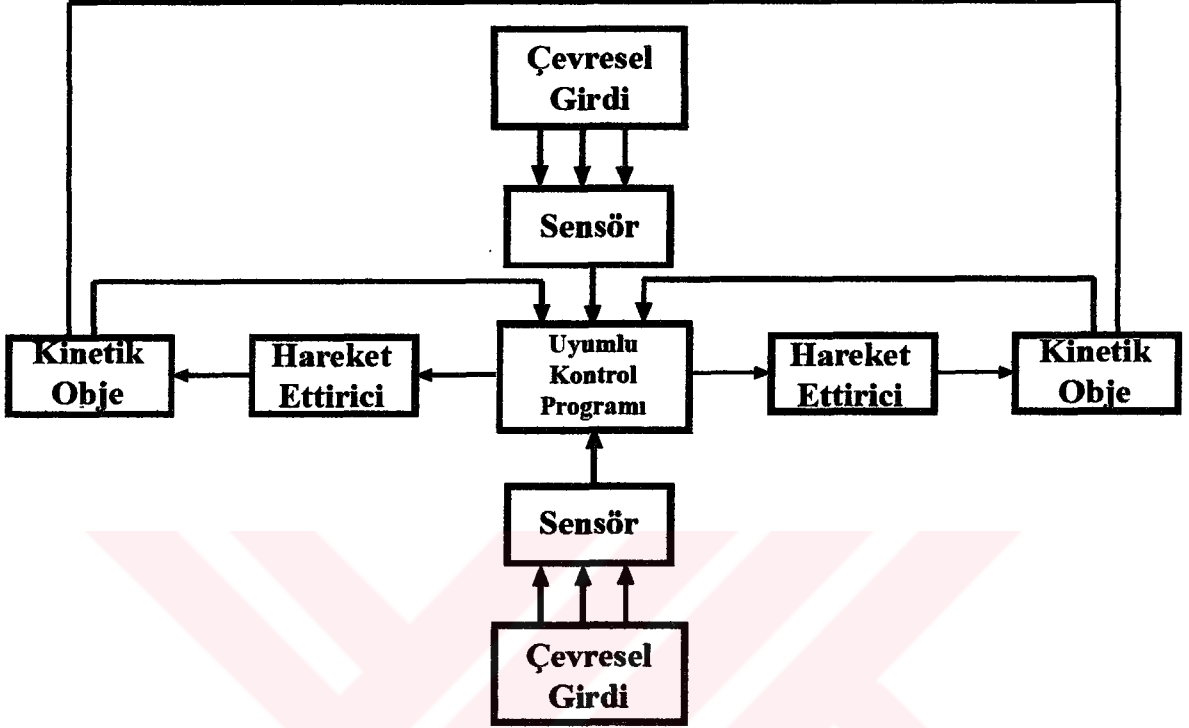 Çevresel
Girdi
Sensör
Kinetik
Obje
Hareket
Ettirici
Uyumlu
Kontrol
Programı
Hareket
Ettirici
Kinetik
Obje
Sensör
Çevresel
Girdi